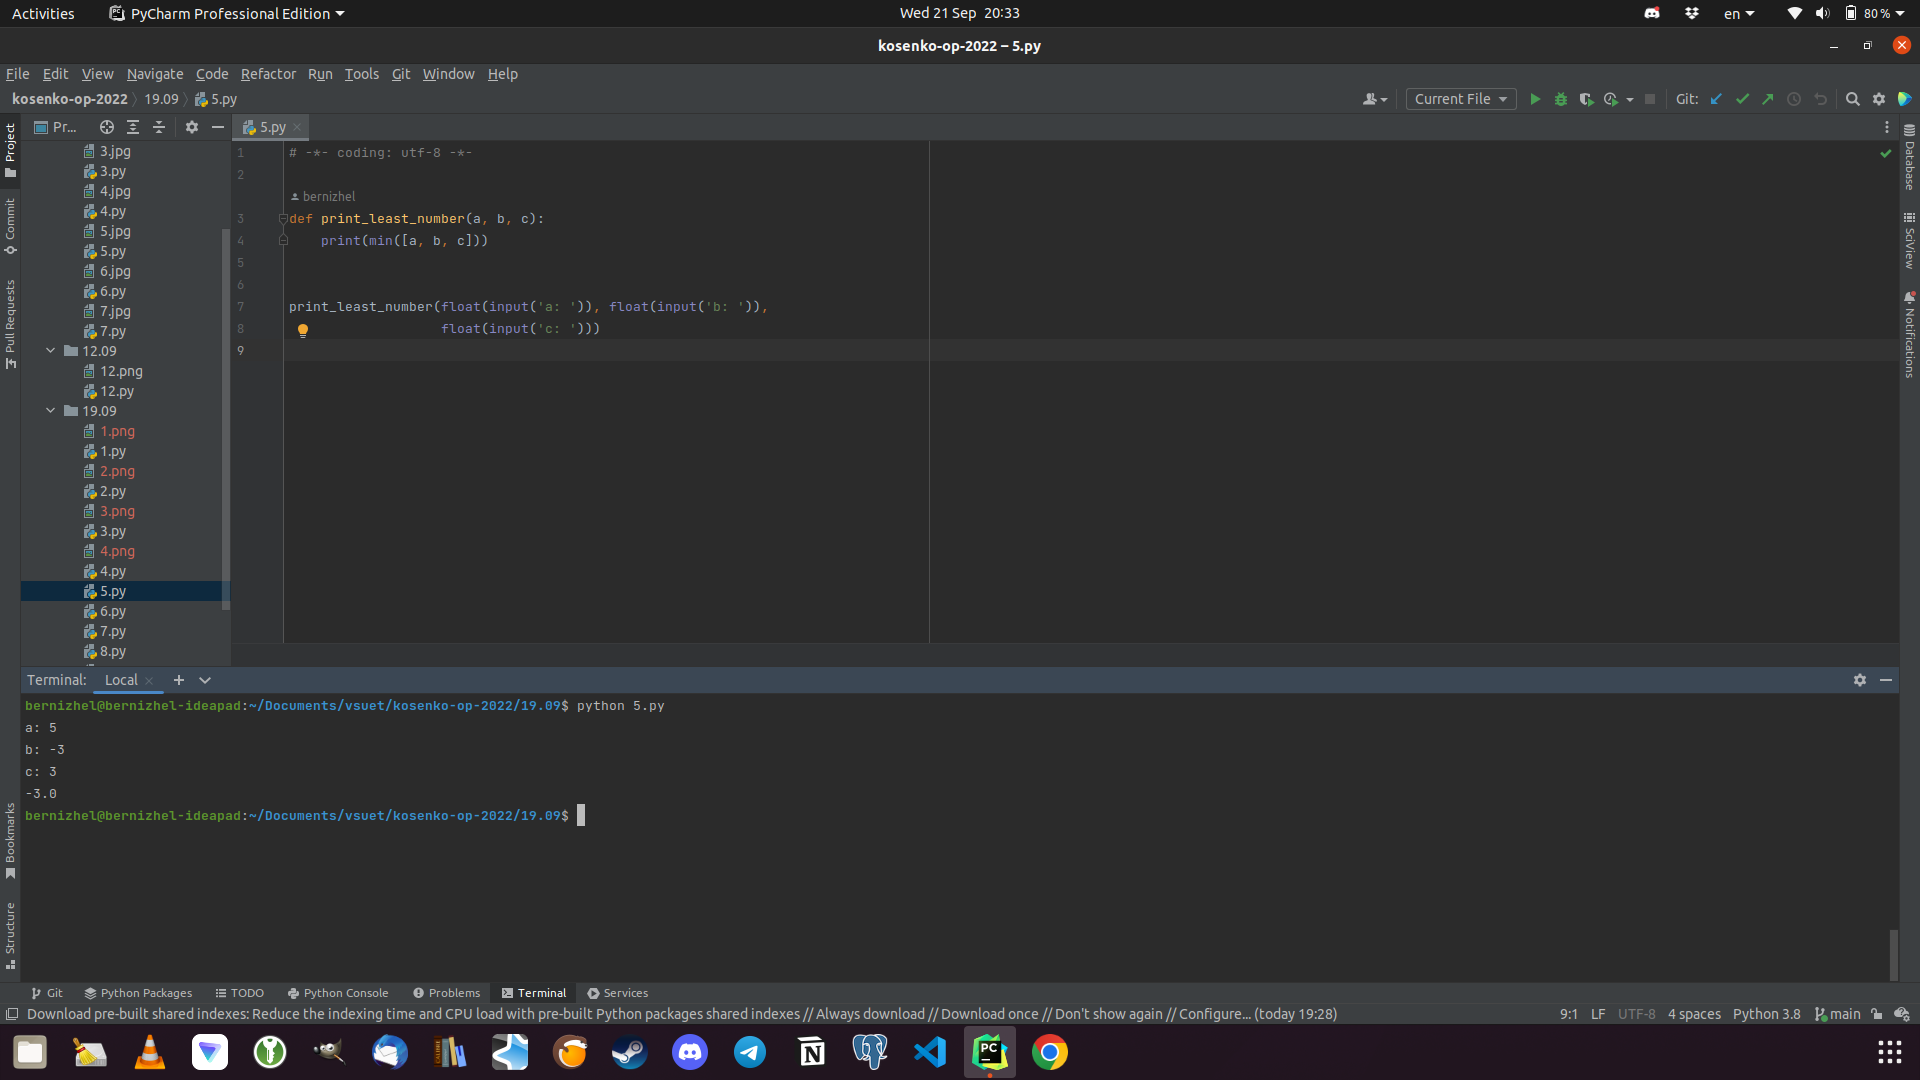 Activities
PyCharm Professional Edition
Wed 21 Sep 20:33
en
80 %
kosenko-op-2022 – 5.py
File Edit View Navigate Code Refactor Run Tools Git Window Help
kosenko-op-2022 19.09 5.py
Current File
Git:
Project
Commit
Pull Requests
Bookmarks
Structure
Pr...
3.jpg
3.py
4.jpg
4.py
5.jpg
5.py
6.jpg
6.py
7.jpg
7.py
12.09
12.png
12.py
19.09
1.png
1.py
2.png
2.py
3.png
3.py
4.png
4.py
5.py
6.py
7.py
8.py
5.py
1 # -*- coding: utf-8 -*-
2
bernizhel
3 def print_least_number(a, b, c):
4 print(min([a, b, c]))
5
6
7 print_least_number(float(input('a: ')), float(input('b: ')),
8 float(input('c: ')))
9
Database
SciView
Notifications
Terminal: Local
bernizhel@bernizhel-ideapad:~/Documents/vsuet/kosenko-op-2022/19.09$ python 5.py
a: 5
b: -3
c: 3
-3.0
bernizhel@bernizhel-ideapad:~/Documents/vsuet/kosenko-op-2022/19.09$
Git Python Packages TODO Python Console Problems Terminal Services
Download pre-built shared indexes: Reduce the indexing time and CPU load with pre-built Python packages shared indexes // Always download // Download once // Don't show again // Configure... (today 19:28)
9:1 LF UTF-8 4 spaces Python 3.8 main
PC